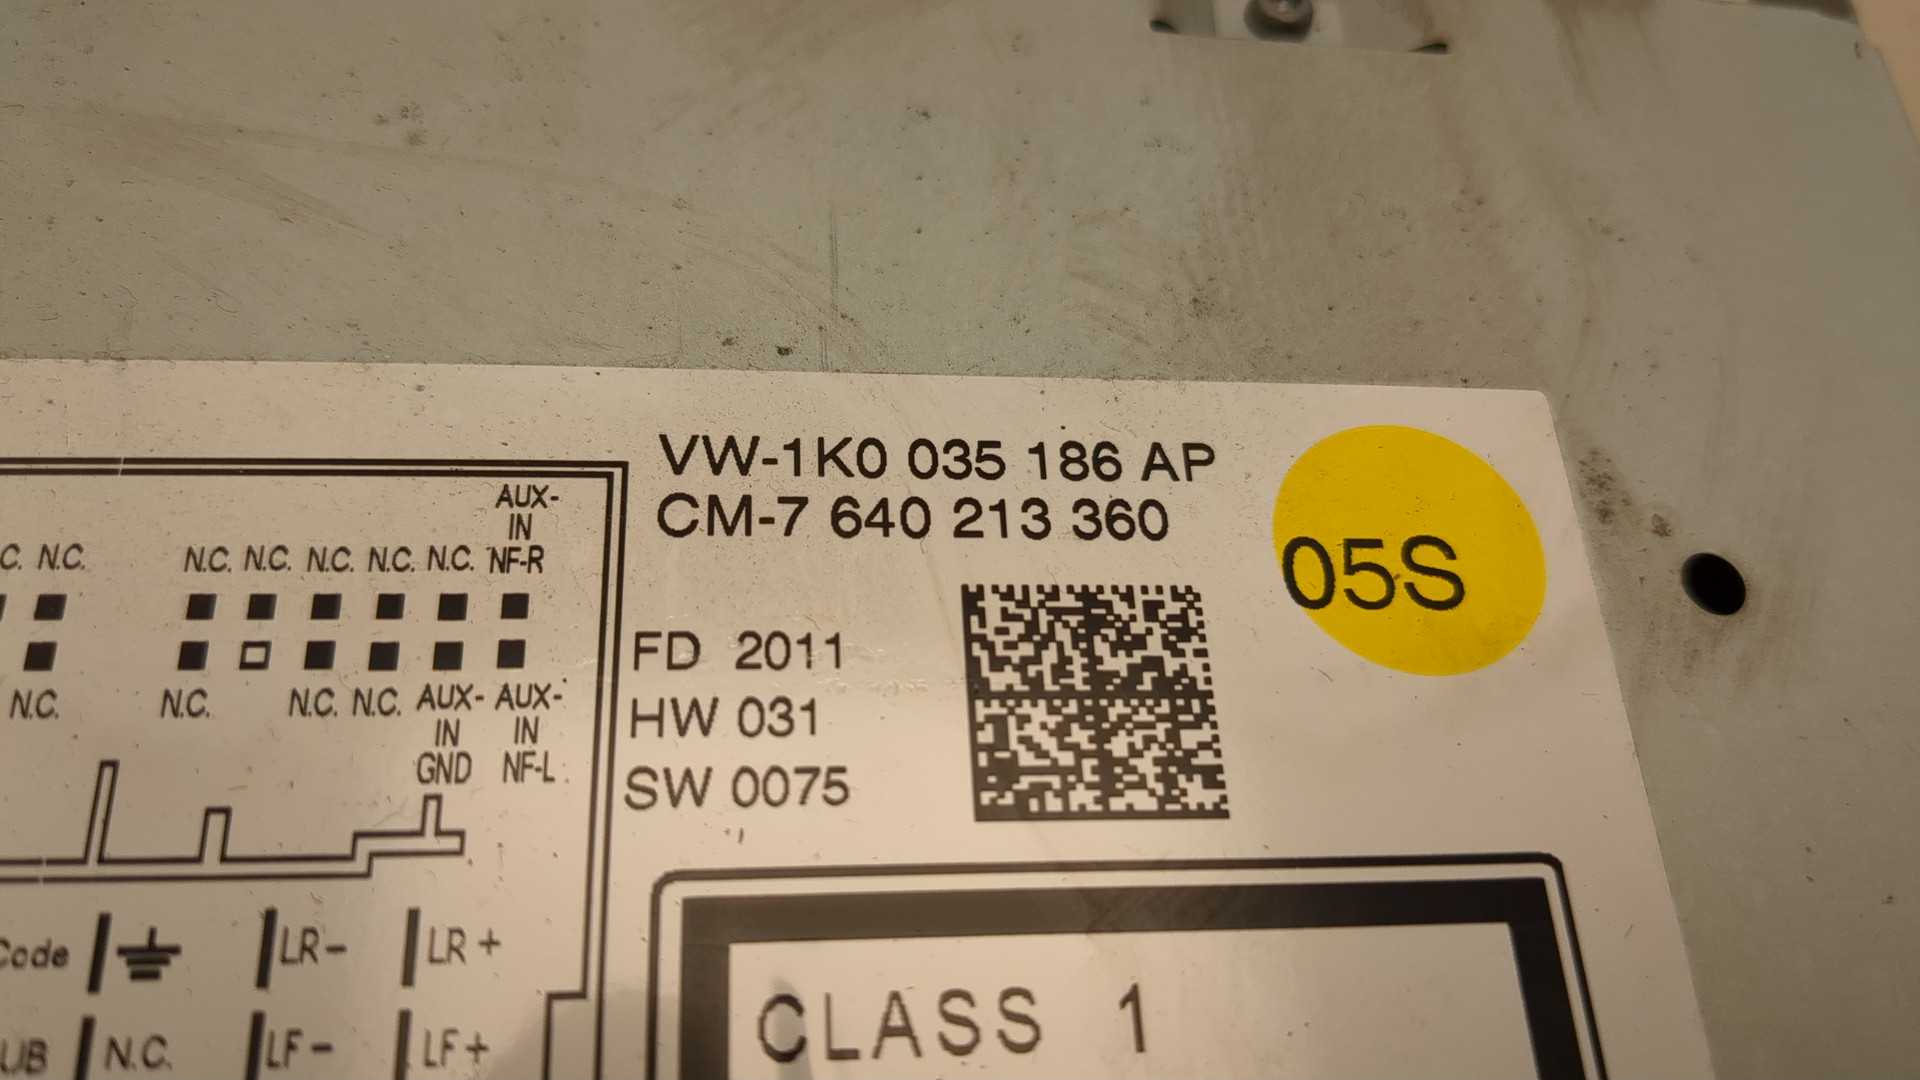 VW-1K0 035 186 AP
CM-7 640 213 360
05S
FD 2011
HW 031
SW 0075
AUX-
IN
C. N.C. N.C. N.C. N.C. N.C. N.C. NF-R
N.C. N.C. N.C. N.C. AUX- AUX-
IN IN
GND NF-L
Code LR- LR+
UB N.C. LF- LF+
CLASS 1